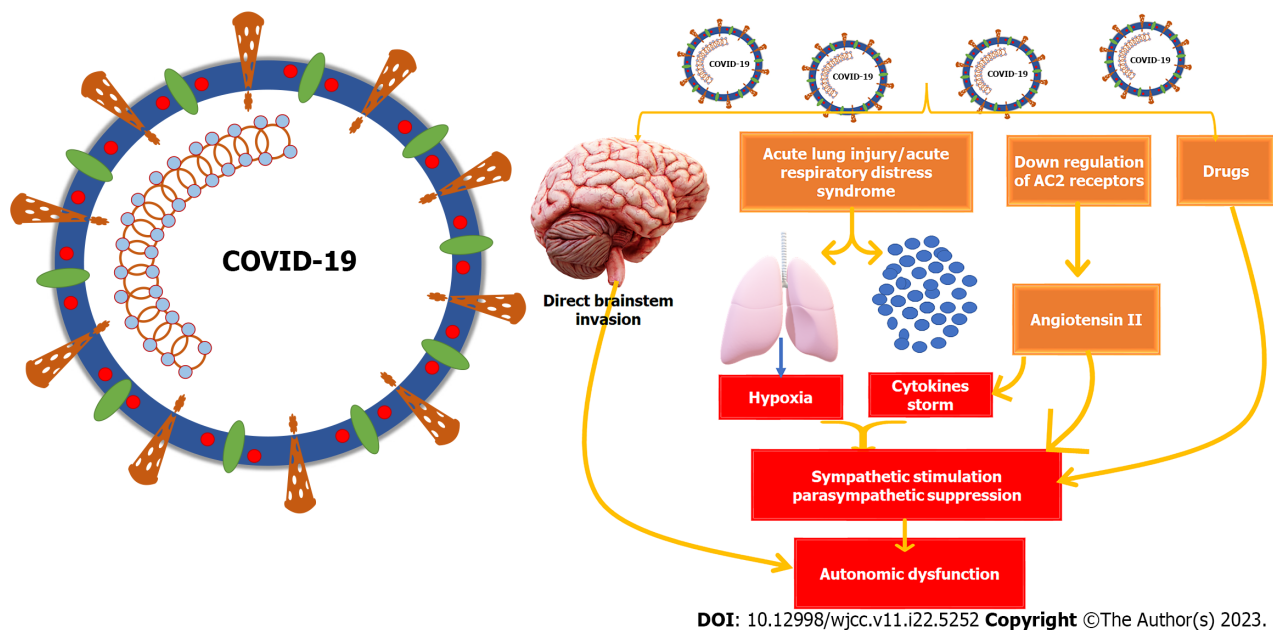 COVID-19
COVID-19
COVID-19
COVID-19
COVID-19
Acute lung injury/acute
respiratory distress
syndrome
Down regulation
of AC2 receptors
Drugs
Direct brainstem
invasion
Angiotensin II
Hypoxia
Cytokines
storm
Sympathetic stimulation
parasympathetic suppression
Autonomic dysfunction
DOI: 10.12998/wjcc.v11.i22.5252 Copyright ©The Author(s) 2023.